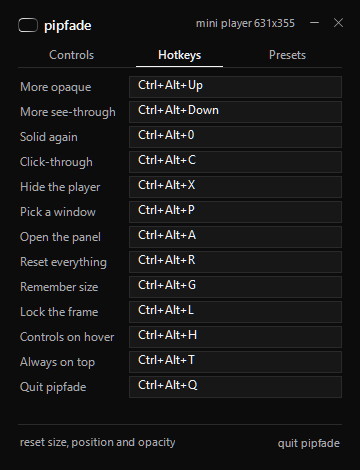 pipfade
mini player 631x355
Controls Hotkeys Presets
More opaque Ctrl+Alt+Up
More see-through Ctrl+Alt+Down
Solid again Ctrl+Alt+0
Click-through Ctrl+Alt+C
Hide the player Ctrl+Alt+X
Pick a window Ctrl+Alt+P
Open the panel Ctrl+Alt+A
Reset everything Ctrl+Alt+R
Remember size Ctrl+Alt+G
Lock the frame Ctrl+Alt+L
Controls on hover Ctrl+Alt+H
Always on top Ctrl+Alt+T
Quit pipfade Ctrl+Alt+Q
reset size, position and opacity
quit pipfade